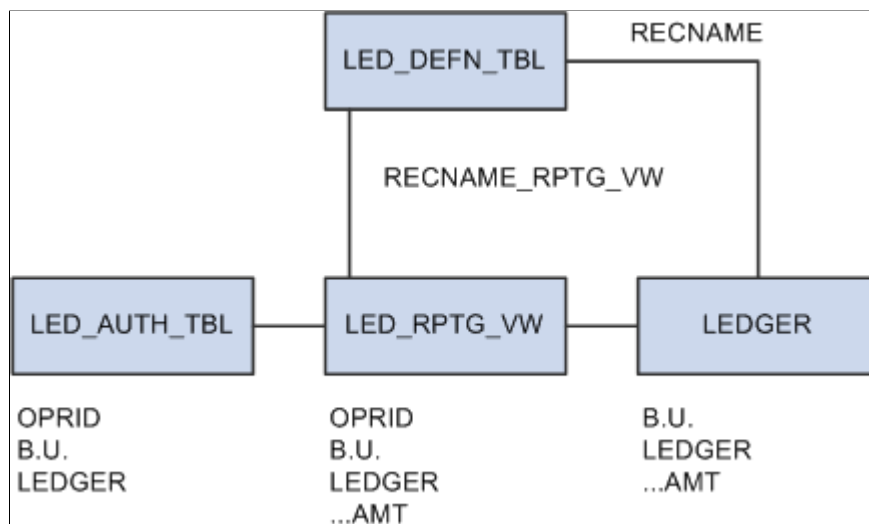 RECNAME
LED_DEFN_TBL
RECNAME_RPTG_VW
LED_AUTH_TBL
LED_RPTG_VW
LEDGER
OPRID
B.U.
LEDGER
OPRID
B.U.
LEDGER
...AMT
B.U.
LEDGER
...AMT